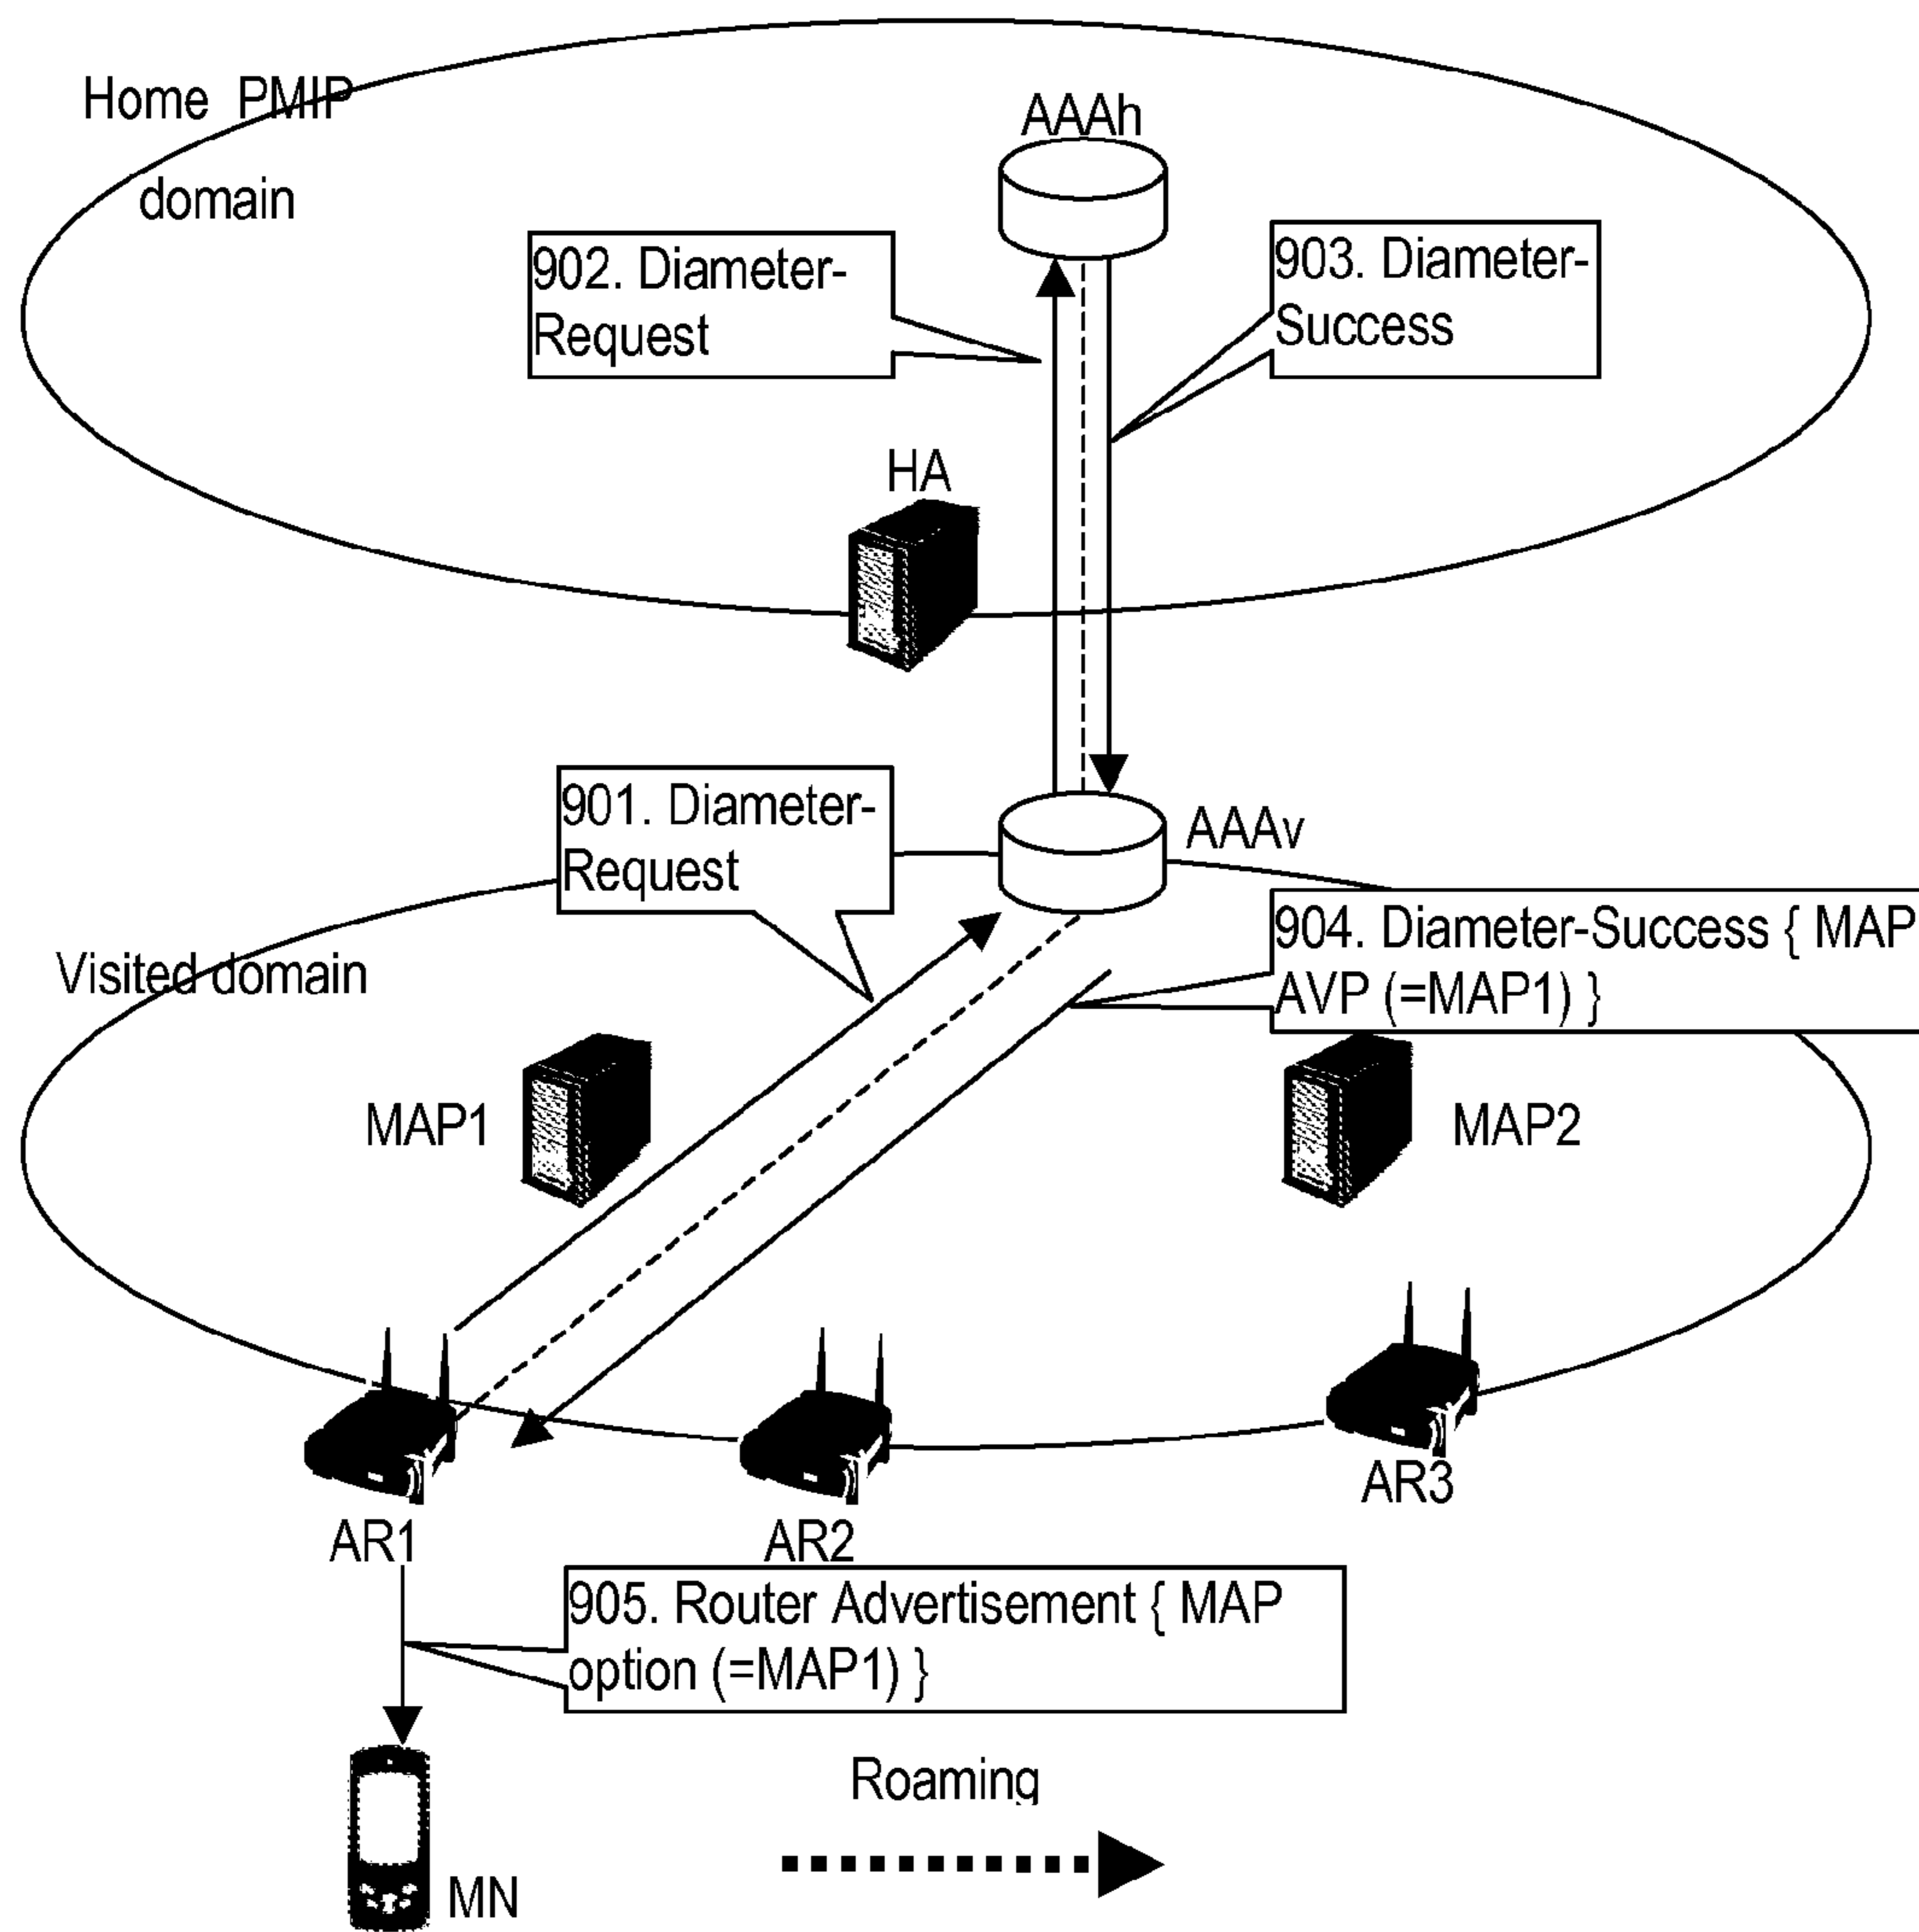 Home PMIP
domain
AAAh
902. Diameter-
Request
903. Diameter-
Success
HA
901. Diameter-
Request
AAAv
904. Diameter-Success { MAP
AVP (=MAP1) }
Visited domain
MAP1
MAP2
AR3
AR1
AR2
905. Router Advertisement { MAP
option (=MAP1) }
Roaming
MN